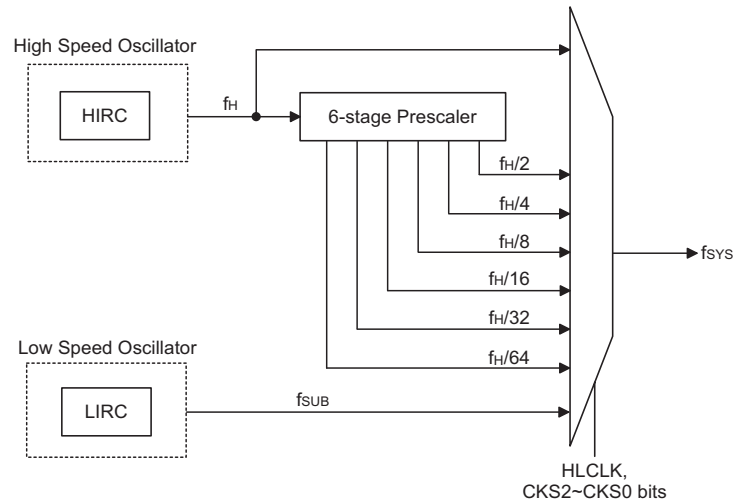 High Speed Oscillator
HIRC
fH
6-stage Prescaler
fH/2
fH/4
fH/8
fH/16
fH/32
fH/64
fSYS
Low Speed Oscillator
LIRC
fSUB
HLCLK,
CKS2~CKS0 bits